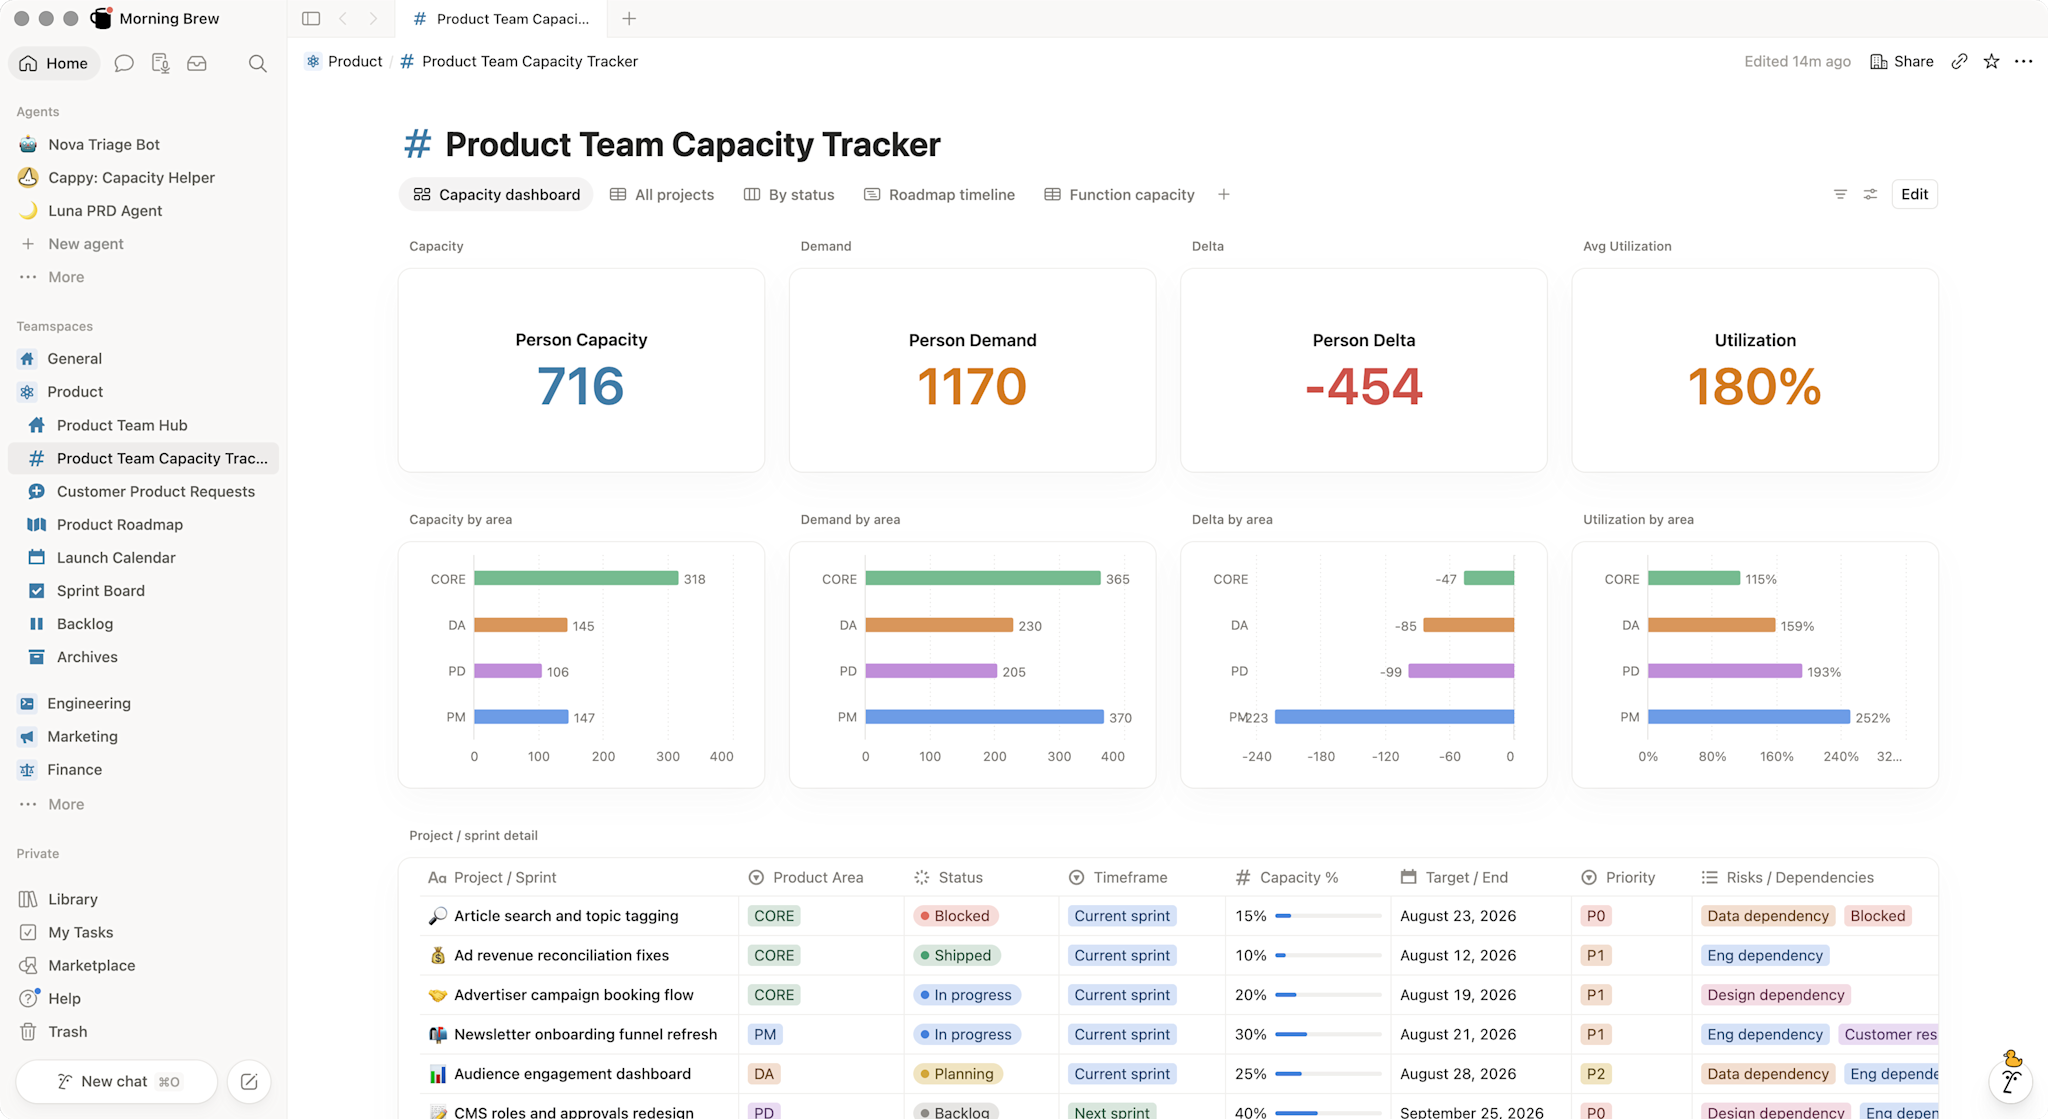 Morning Brew
Product Team Capaci...
Home
Product / Product Team Capacity Tracker
Edited 14m ago
Share
Agents
Nova Triage Bot
Cappy: Capacity Helper
Luna PRD Agent
New agent
More
Teamspaces
General
Product
Product Team Hub
Product Team Capacity Trac...
Customer Product Requests
Product Roadmap
Launch Calendar
Sprint Board
Backlog
Archives
Engineering
Marketing
Finance
More
Private
Library
My Tasks
Marketplace
Help
Trash
New chat ⌘O
# Product Team Capacity Tracker
Capacity dashboard All projects By status Roadmap timeline Function capacity
Edit
Capacity Demand Delta Avg Utilization
Person Capacity
716
Person Demand
1170
Person Delta
-454
Utilization
180%
Capacity by area
CORE 318
DA 145
PD 106
PM 147
0 100 200 300 400
Demand by area
CORE 365
DA 230
PD 205
PM 370
0 100 200 300 400
Delta by area
CORE -47
DA -85
PD -99
PM -223
-240 -180 -120 -60 0
Utilization by area
CORE 115%
DA 159%
PD 193%
PM 252%
0% 80% 160% 240% 32...
Project / sprint detail
Aa Project / Sprint Product Area Status Timeframe # Capacity % Target / End Priority Risks / Dependencies
Article search and topic tagging CORE Blocked Current sprint 15% August 23, 2026 P0 Data dependency Blocked
Ad revenue reconciliation fixes CORE Shipped Current sprint 10% August 12, 2026 P1 Eng dependency
Advertiser campaign booking flow CORE In progress Current sprint 20% August 19, 2026 P1 Design dependency
Newsletter onboarding funnel refresh PM In progress Current sprint 30% August 21, 2026 P1 Eng dependency Customer res
Audience engagement dashboard DA Planning Current sprint 25% August 28, 2026 P2 Data dependency Eng depende
CMS roles and approvals redesign PD Backlog Next sprint 40% September 25, 2026 P0 Design dependency Eng depen